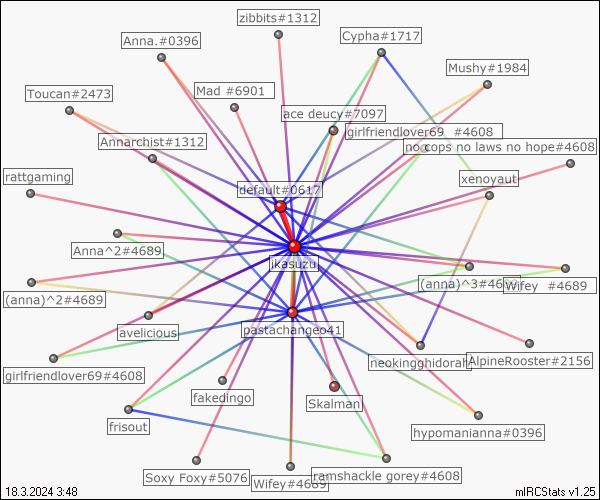 zibbits#1312
Cypha#1717
Anna.#0396
Mushy#1984
Toucan#2473
Mad #6901
ace deucy#7097
girlfriendlover69 #4608
Annarchist#1312
no cops no laws no hope#4608
rattgaming
xenoyaut
default#0617
Anna^2#4689
ikasuzu
(anna)^3#4689
Wifey #4689
(anna)^2#4689
avelicious
pastachangeo41
neokingghidorah
AlpineRooster#2156
girlfriendlover69#4608
fakedingo
Skalman
frisout
hypomanianna#0396
Soxy Foxy#5076
Wifey#4689
ramshackle gorey#4608
18.3.2024 3:48
mIRCStats v1.25